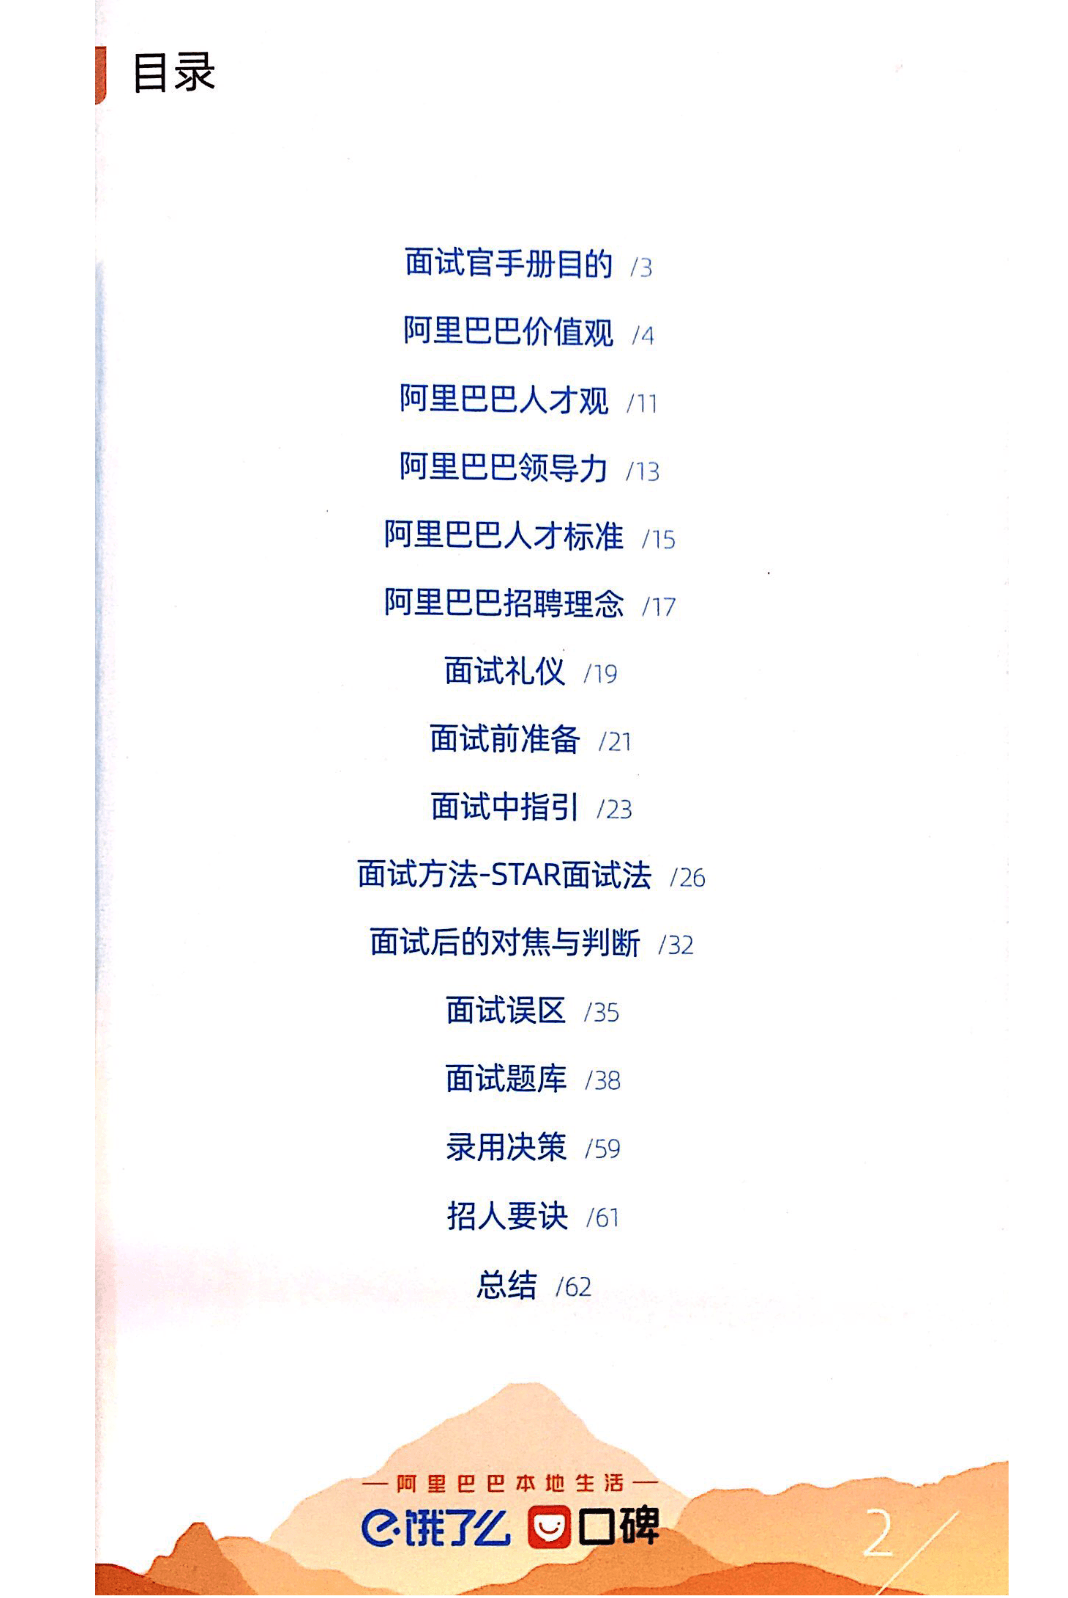 目录
面试官手册目的 /3
阿里巴巴价值观 /4
阿里巴巴人才观 /11
阿里巴巴领导力 /13
阿里巴巴人才标准 /15
阿里巴巴招聘理念 /17
面试礼仪 /19
面试前准备 /21
面试中指引 /23
面试方法-STAR面试法 /26
面试后的对焦与判断 /32
面试误区 /35
面试题库 /38
录用决策 /59
招人要诀 /61
总结 /62
阿里巴巴本地生活
饿了么 口碑
2